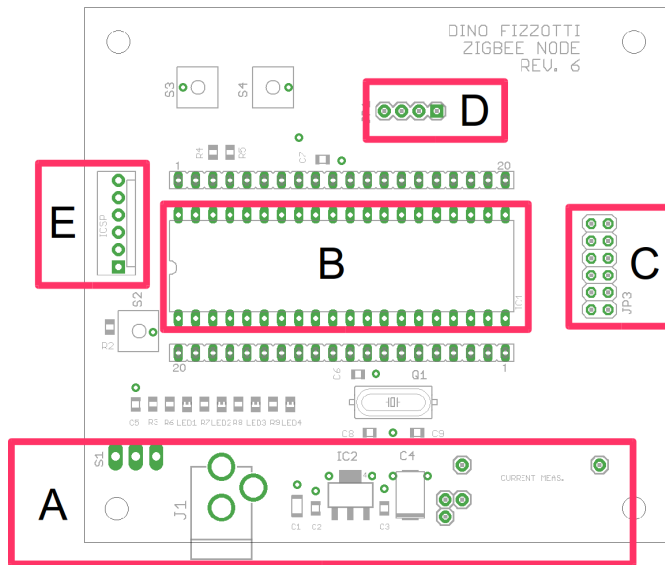 DINO FIZZOTTI
ZIGBEE NODE
REV. 6
S3
S4
D
R4
R5
C7
1
20
E
ICSP
B
IC1
C
JP3
S2
R2
20
1
C6
Q1
C5
R3
R6
LED1
R7
LED2
R8
LED3
R9
LED4
C8
C9
A
S1
J1
IC2
C4
4
CURRENT MEAS.
C1
C2
C3